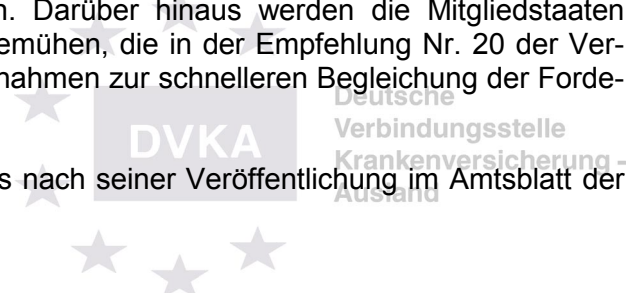 n. Darüber hinaus werden die Mitgliedstaaten
emühen, die in der Empfehlung Nr. 20 der Ver-
nahmen zur schnelleren Begleichung der Forde-
DVKA
Deutsche
Verbindungsstelle
Krankenversicherung -
Ausland
s nach seiner Veröffentlichung im Amtsblatt der